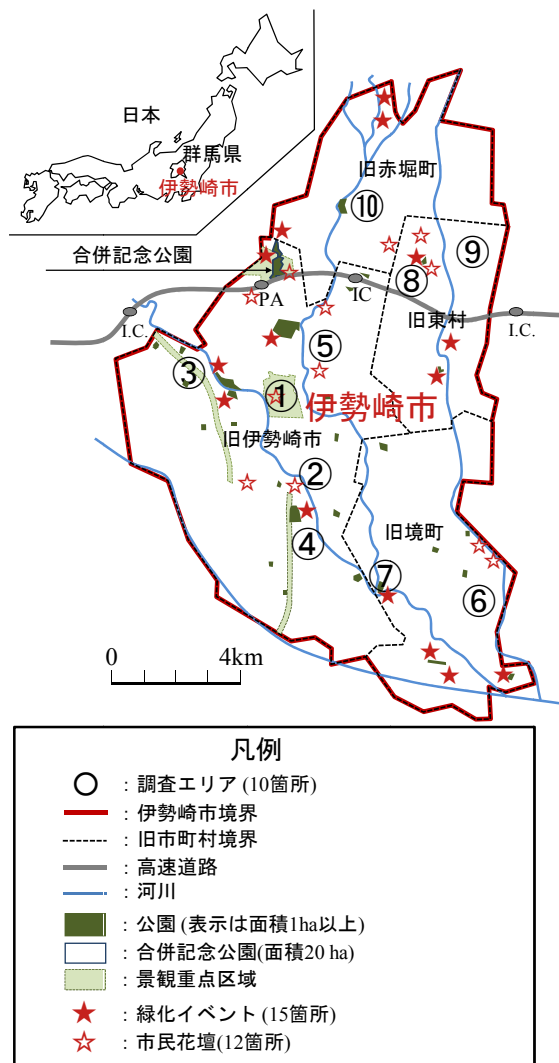 日本
群馬県
伊勢崎市
合併記念公園
旧赤堀町
⑩
⑨
⑧
PA
IC
I.C.
I.C.
旧東村
⑤
③
①
伊勢崎市
旧伊勢崎市
②
旧境町
④
⑦
⑥
0 4km
凡例
：調査エリア (10箇所)
：伊勢崎市境界
：旧市町村境界
：高速道路
：河川
：公園 (表示は面積1ha以上)
：合併記念公園(面積20 ha)
：景観重点区域
：緑化イベント (15箇所)
：市民花壇(12箇所)